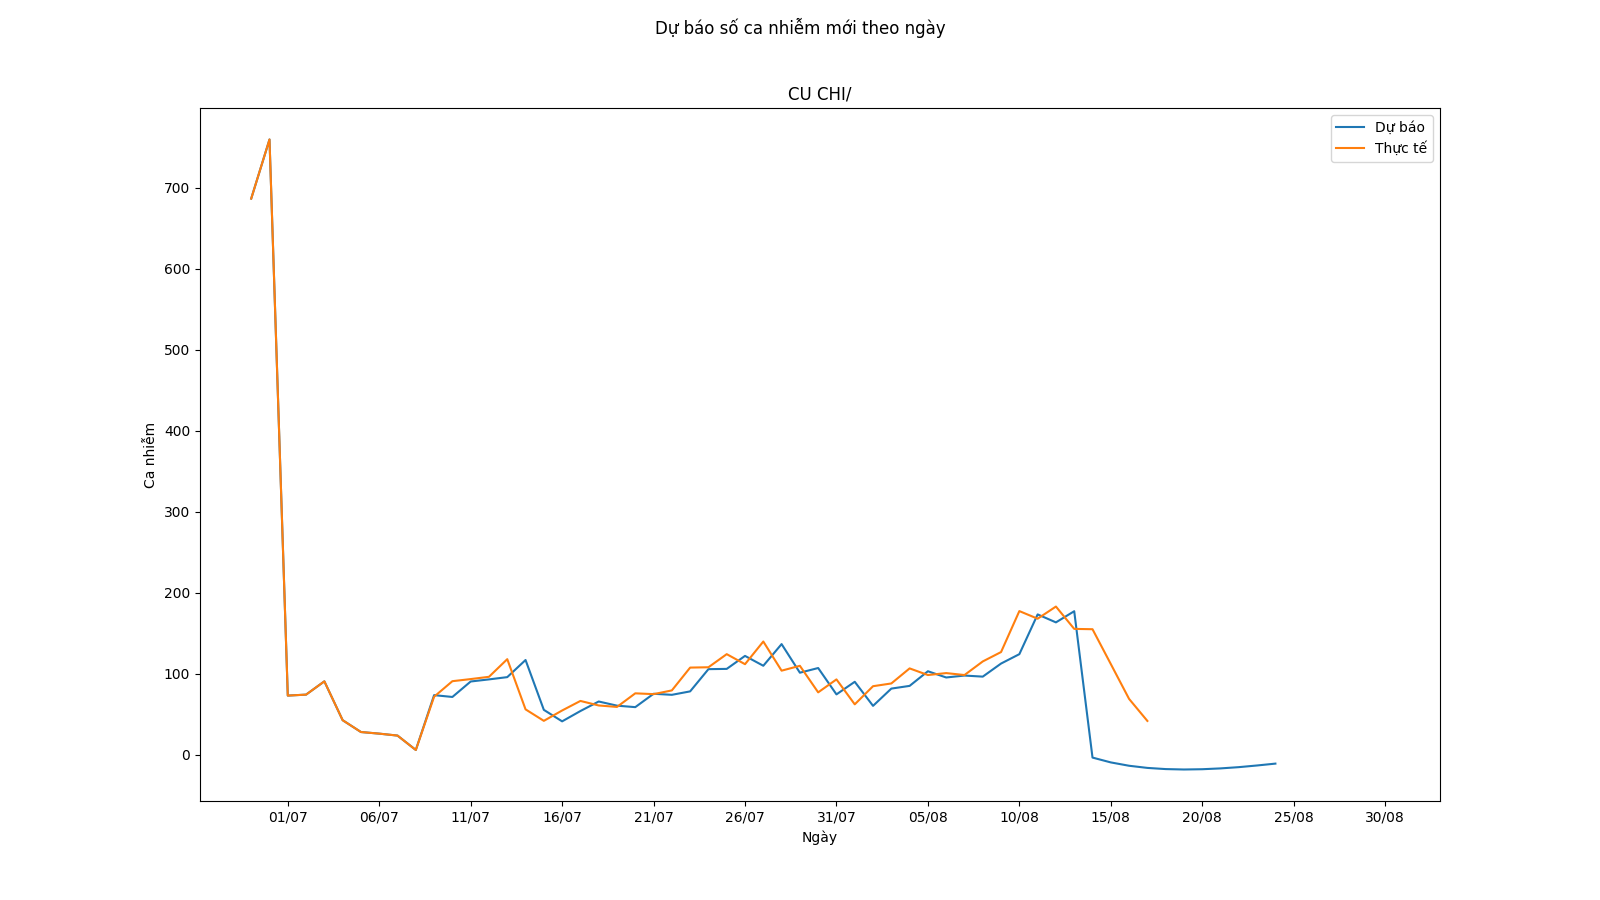 Dự báo số ca nhiễm mới theo ngày
CU CHI/
Dự báo
Thực tế
700
600
500
400
300
200
100
0
Ca nhiễm
01/07 06/07 11/07 16/07 21/07 26/07 31/07 05/08 10/08 15/08 20/08 25/08 30/08
Ngày